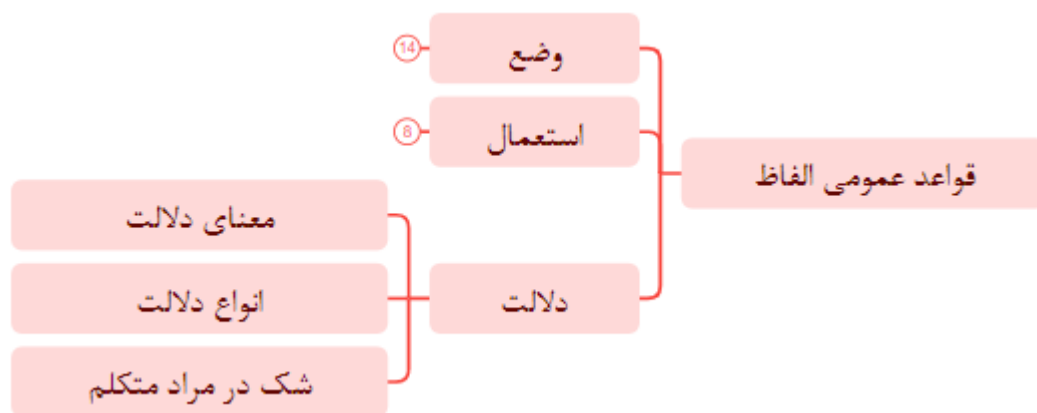 قواعد عمومی الفاظ
وضع
14
استعمال
8
دلالت
معنای دلالت
انواع دلالت
شک در مراد متکلم